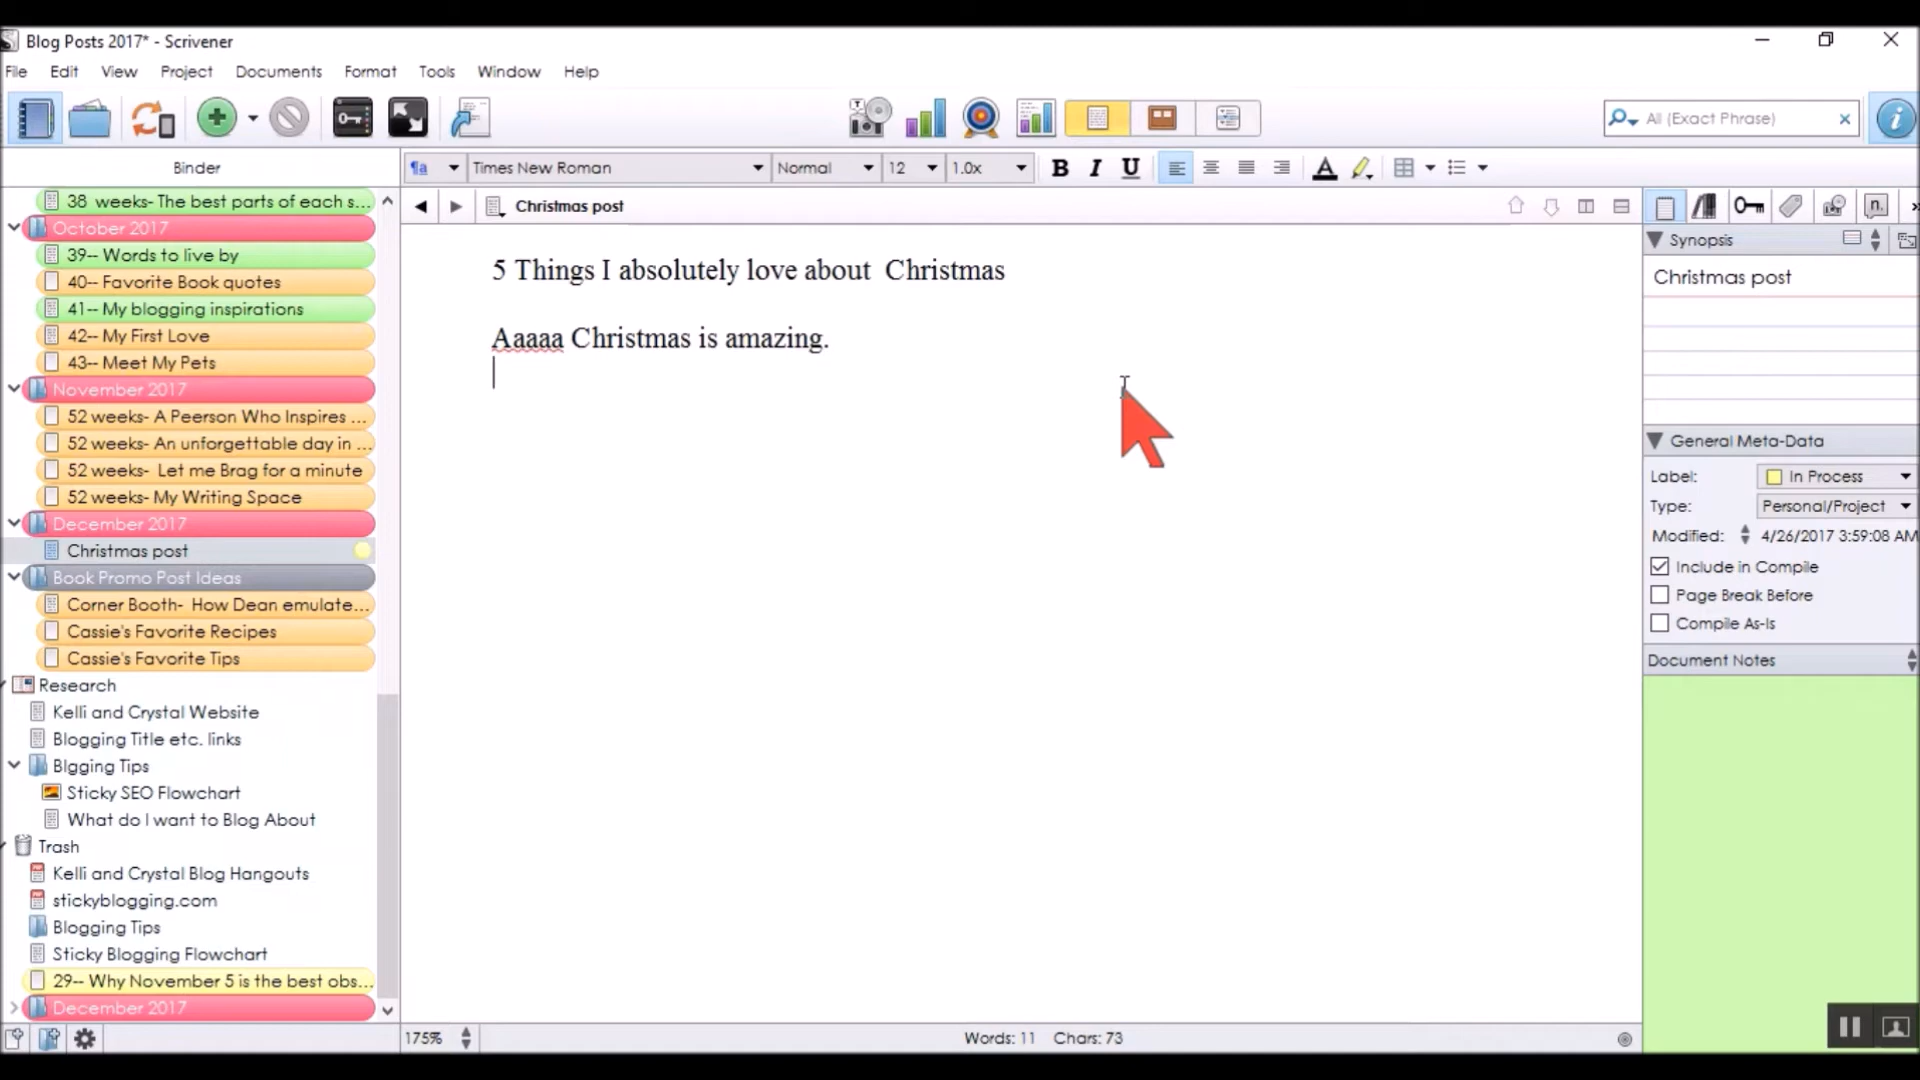 Blog Posts 2017* - Scrivener
File Edit View Project Documents Format Tools Window Help
All (Exact Phrase)
Binder
Times New Roman Normal 12 1.0x B I U
Christmas post
38 weeks- The best parts of each s...
October 2017
39-- Words to live by
40-- Favorite Book quotes
41-- My blogging inspirations
42-- My First Love
43-- Meet My Pets
November 2017
52 weeks- A Peerson Who Inspires ...
52 weeks- An unforgettable day in ...
52 weeks- Let me Brag for a minute
52 weeks- My Writing Space
December 2017
Christmas post
Book Promo Post Ideas
Corner Booth- How Dean emulate...
Cassie's Favorite Recipes
Cassie's Favorite Tips
Research
Kelli and Crystal Website
Blogging Title etc. links
Blgging Tips
Sticky SEO Flowchart
What do I want to Blog About
Trash
Kelli and Crystal Blog Hangouts
stickyblogging.com
Blogging Tips
Sticky Blogging Flowchart
29-- Why November 5 is the best obs...
December 2017
5 Things I absolutely love about  Christmas
Aaaaa Christmas is amazing.
175%
Words: 11 Chars: 73
Synopsis
Christmas post
General Meta-Data
Label: In Process
Type: Personal/Project
Modified: 4/26/2017 3:59:08 AM
Include in Compile
Page Break Before
Compile As-Is
Document Notes